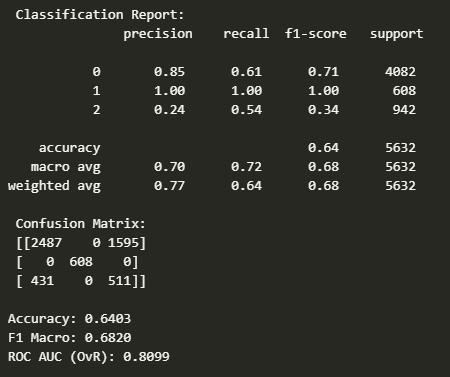 Classification Report:
precision recall f1-score support
0 0.85 0.61 0.71 4082
1 1.00 1.00 1.00 608
2 0.24 0.54 0.34 942
accuracy 0.64 5632
macro avg 0.70 0.72 0.68 5632
weighted avg 0.77 0.64 0.68 5632
Confusion Matrix:
[[2487 0 1595]
[ 0 608 0]
[ 431 0 511]]
Accuracy: 0.6403
F1 Macro: 0.6820
ROC AUC (OvR): 0.8099